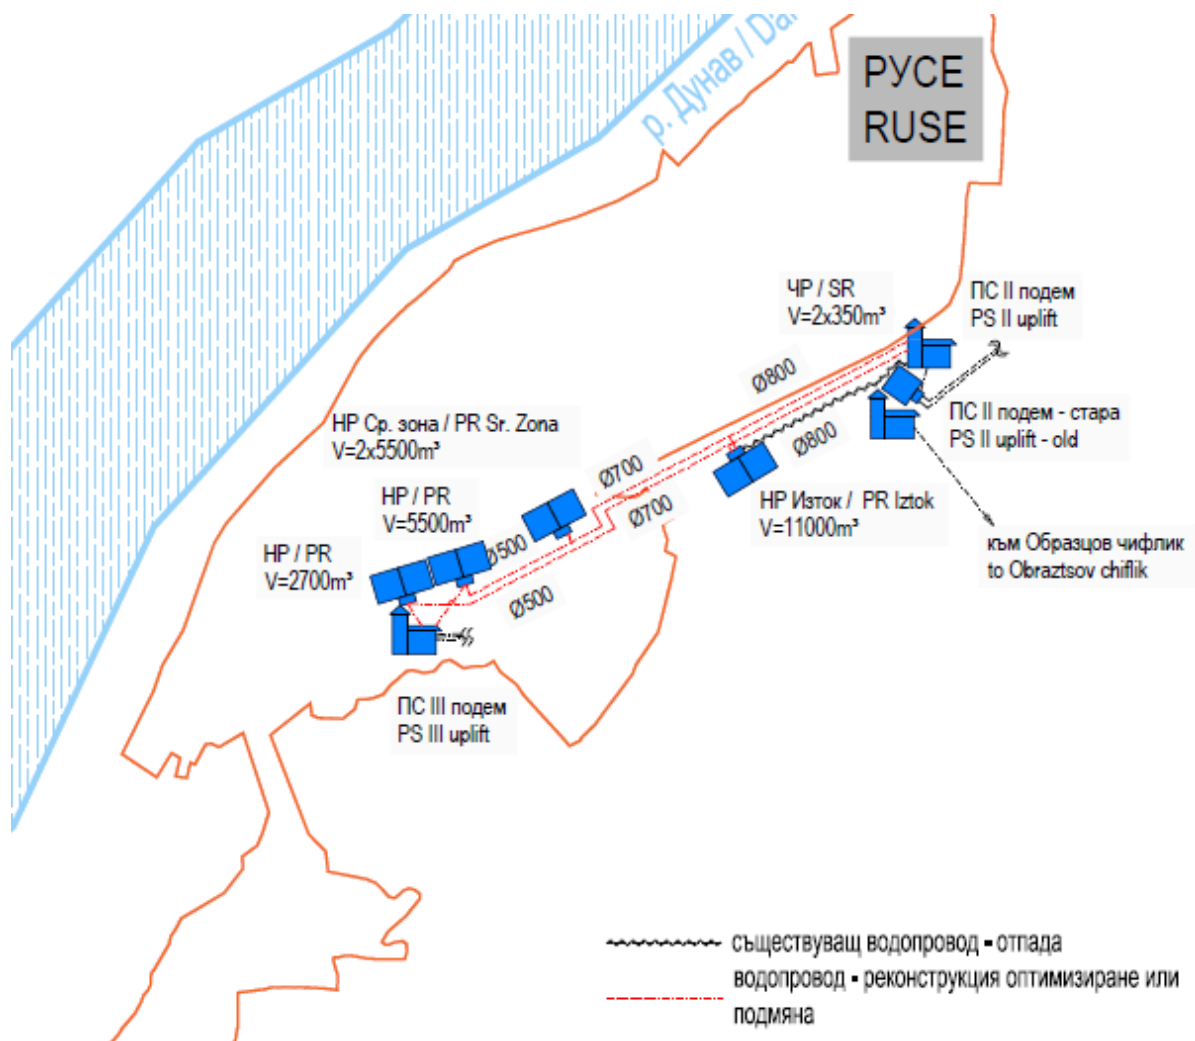 р. Дунав /
РУСЕ
RUSE
ЧР / SR
V=2x350m³
ПС II подем
PS II uplift
Ø800
ПС II подем - стара
PS II uplift - old
НР Ср. зона / PR Sr. Zona
V=2x5500m³
Ø800
Ø700
НР / PR
V=5500m³
Ø700
НР Изток / PR Iztok
V=11000m³
Ø500
НР / PR
V=2700m³
към Образцов чифлик
to Obraztsov chiflik
Ø500
ПС III подем
PS III uplift
съществуващ водопровод - отпада
водопровод - реконструкция оптимизиране или
подмяна